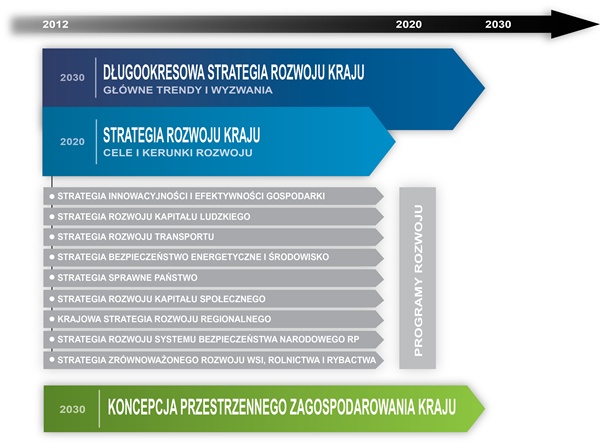 2012 2020 2030
2030 DŁUGOOKRESOWA STRATEGIA ROZWOJU KRAJU
GŁÓWNE TRENDY I WYZWANIA
2020 STRATEGIA ROZWOJU KRAJU
CELE I KERUNKI ROZWOJU
STRATEGIA INNOWACYJNOŚCI I EFEKTYWNOŚCI GOSPODARKI
STRATEGIA ROZWOJU KAPITAŁU LUDZKIEGO
STRATEGIA ROZWOJU TRANSPORTU
STRATEGIA BEZPIECZEŃSTWO ENERGETYCZNE I ŚRODOWISKO
STRATEGIA SPRAWNE PAŃSTWO
STRATEGIA ROZWOJU KAPITAŁU SPOŁECZNEGO
KRAJOWA STRATEGIA ROZWOJU REGIONALNEGO
STRATEGIA ROZWOJU SYSTEMU BEZPIECZEŃSTWA NARODOWEGO RP
STRATEGIA ZRÓWNOWAŻONEGO ROZWOJU WSI, ROLNICTWA I RYBACTWA
PROGRAMY ROZWOJU
2030 KONCEPCJA PRZESTRZENNEGO ZAGOSPODAROWANIA KRAJU